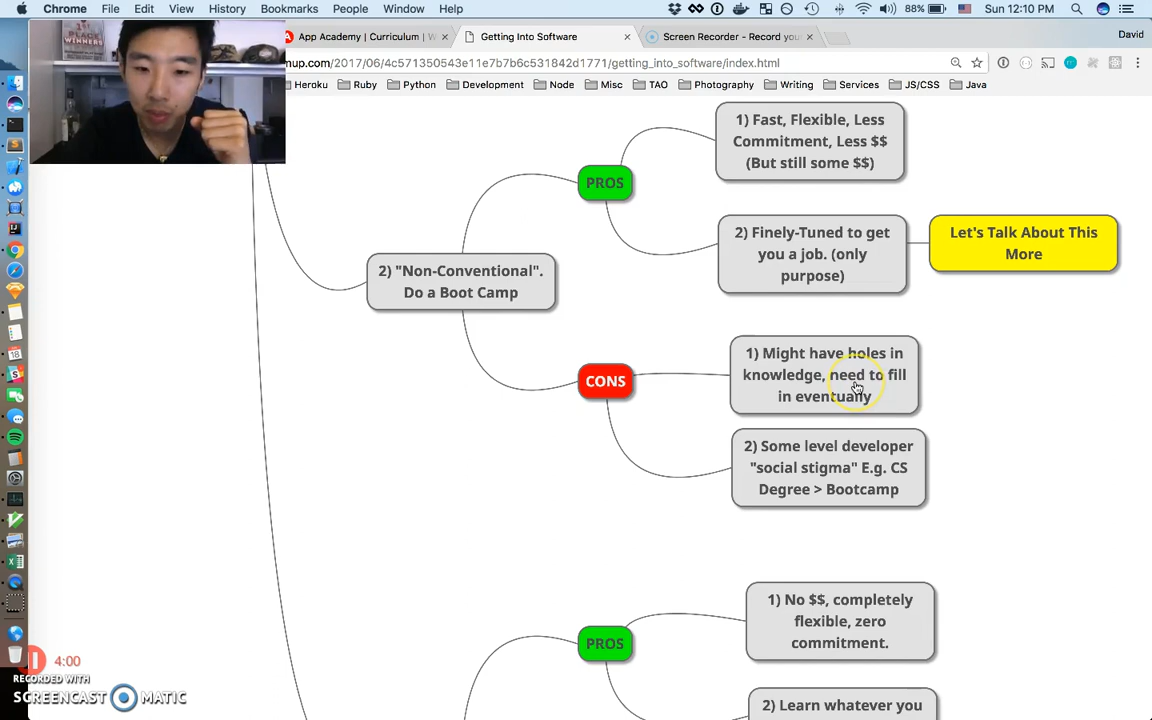 Chrome File Edit View History Bookmarks People Window Help
88% Sun 12:10 PM
1ST PLACE
WINNERS
App Academy | Curriculum | W
Getting Into Software
Screen Recorder - Record your
David
mup.com/2017/06/4c571350543e11e7b7b6c531842d1771/getting_into_software/index.html
Heroku Ruby Python Development Node Misc TAO Photography Writing Services JS/CSS Java
1) Fast, Flexible, Less
Commitment, Less $$
(But still some $$)
PROS
2) Finely-Tuned to get
you a job. (only
purpose)
Let's Talk About This
More
2) "Non-Conventional".
Do a Boot Camp
CONS
1) Might have holes in
knowledge, need to fill
in eventually
2) Some level developer
"social stigma" E.g. CS
Degree > Bootcamp
1) No $$, completely
flexible, zero
commitment.
PROS
2) Learn whatever you
4:00
RECORDED WITH
SCREENCAST MATIC